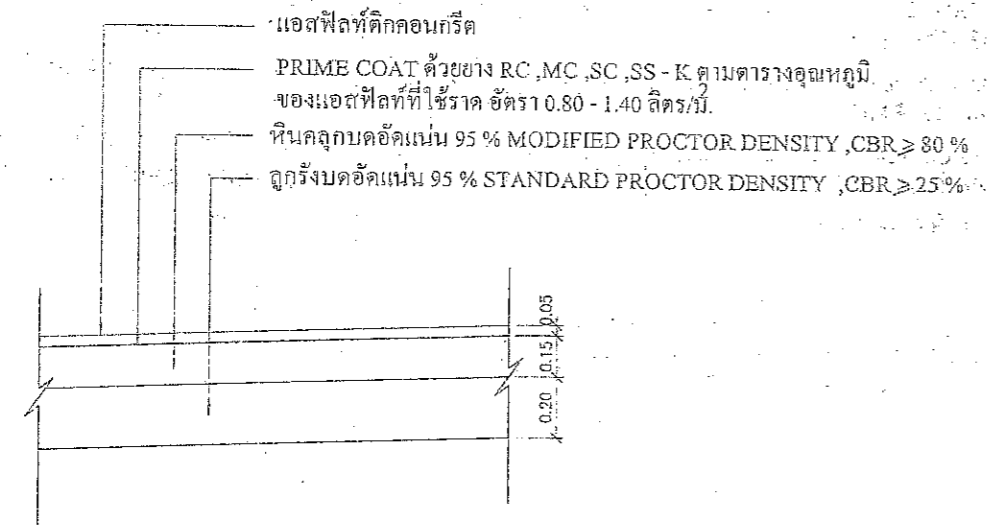 แอสฟัลท์ติกคอนกรีต
PRIME COAT ด้วยยาง RC ,MC ,SC ,SS - K ตามตารางอุณหภูมิ
ของแอสฟัลท์ที่ใช้ราด อัตรา 0.80 - 1.40 ลิตร/ม.²
หินคลุกบดอัดแน่น 95 % MODIFIED PROCTOR DENSITY ,CBR ≥ 80 %
ลูกรังบดอัดแน่น 95 % STANDARD PROCTOR DENSITY ,CBR ≥ 25 %
0.05
0.15
0.20